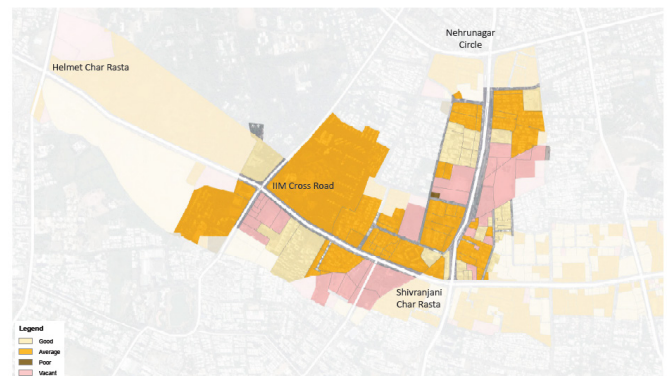 Nehrunagar
Circle
Helmet Char Rasta
IIM Cross Road
Shivranjani
Char Rasta
Legend
Good
Average
Poor
Vacant